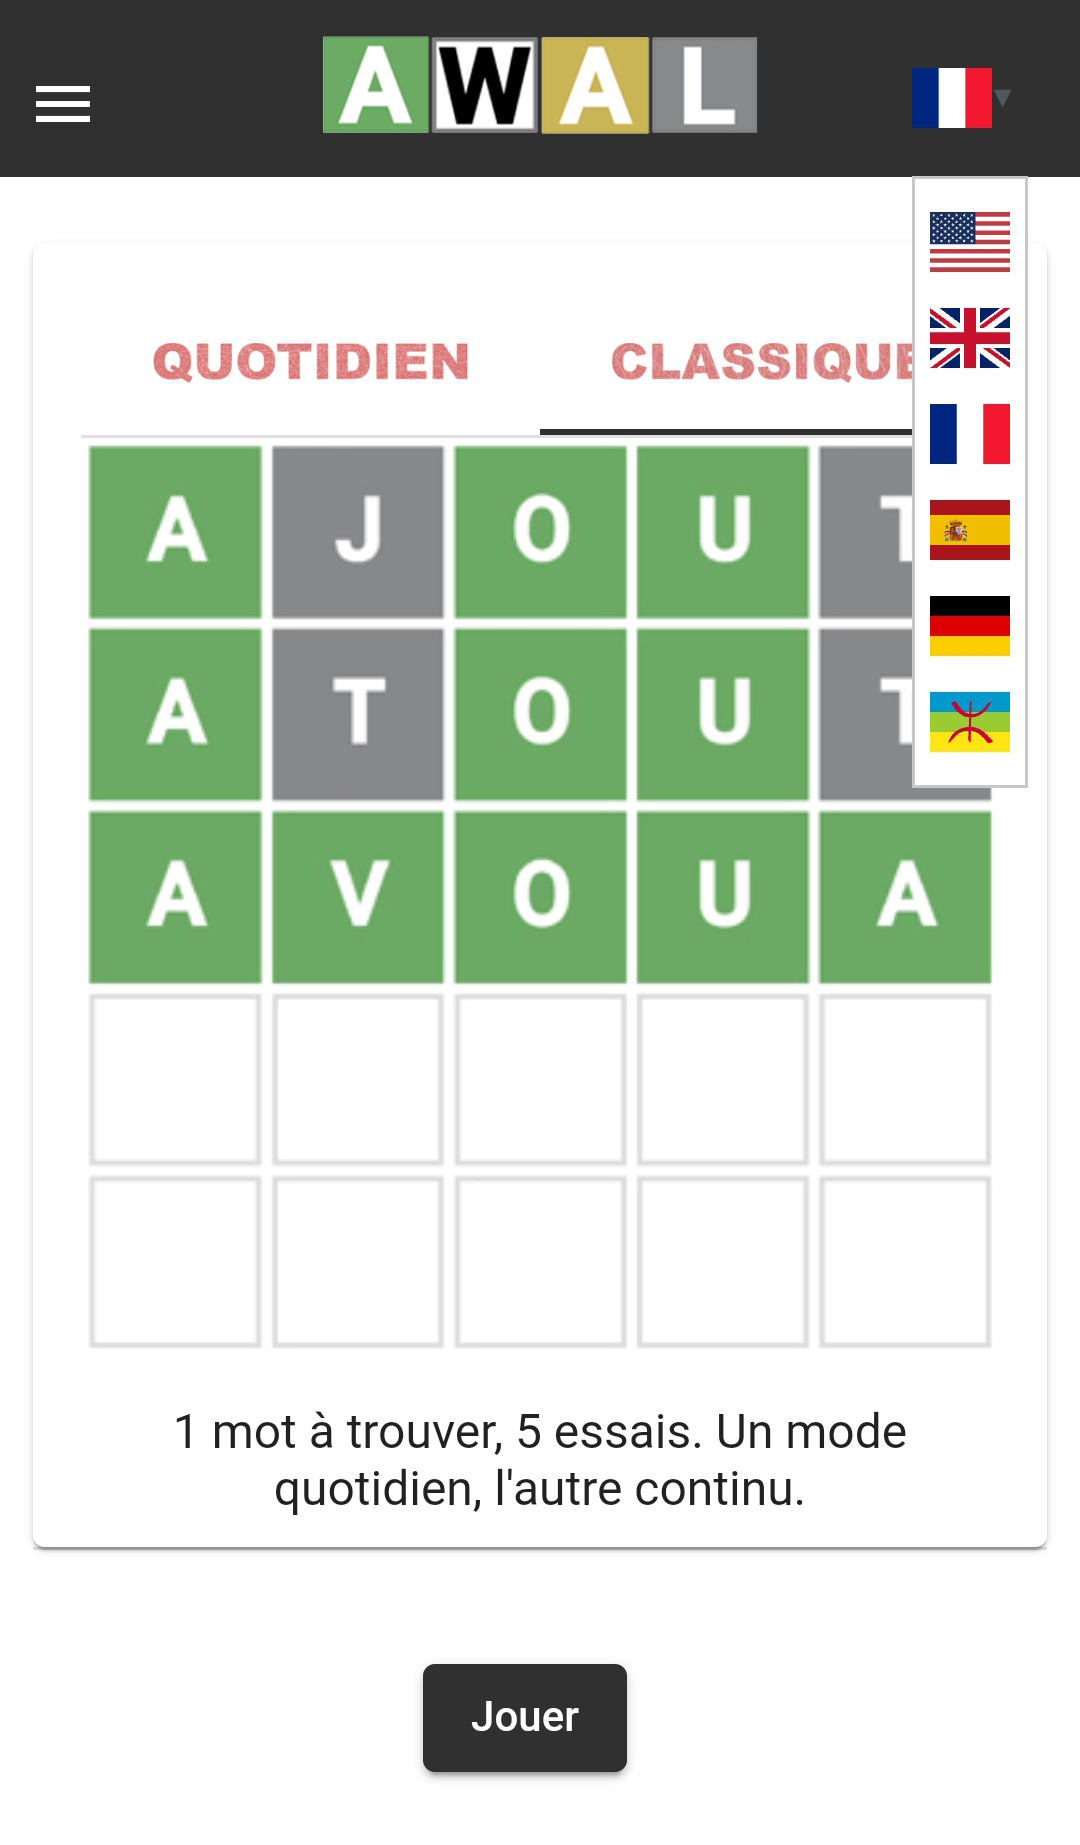 AWAL
QUOTIDIEN CLASSIQUE
A J O U T
A T O U T
A V O U A
1 mot à trouver, 5 essais. Un mode
quotidien, l'autre continu.
Jouer